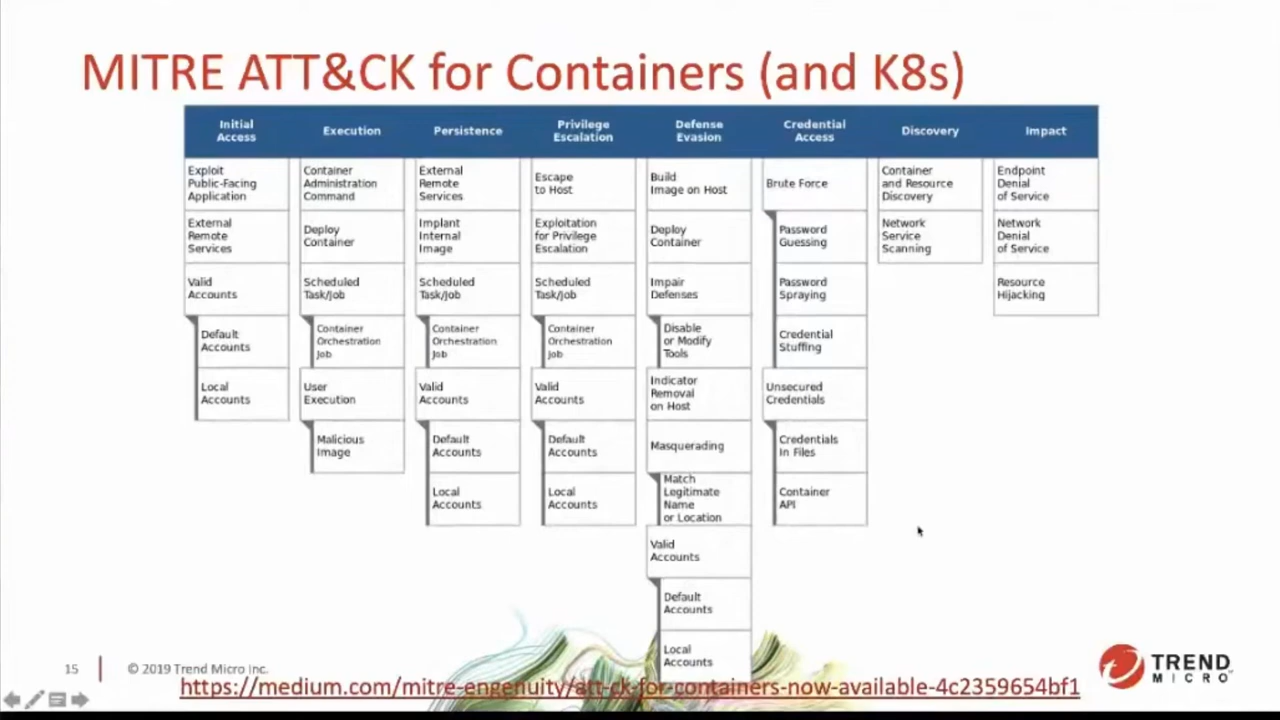 MITRE ATT&CK for Containers (and K8s)
Initial
Access
Execution
Persistence
Privilege
Escalation
Defense
Evasion
Credential
Access
Discovery
Impact
Exploit
Public-Facing
Application
External
Remote
Services
Valid
Accounts
Default
Accounts
Local
Accounts
Container
Administration
Command
Deploy
Container
Scheduled
Task/Job
Container
Orchestration
Job
User
Execution
Malicious
Image
External
Remote
Services
Implant
Internal
Image
Scheduled
Task/Job
Container
Orchestration
Job
Valid
Accounts
Default
Accounts
Local
Accounts
Escape
to Host
Exploitation
for Privilege
Escalation
Scheduled
Task/Job
Container
Orchestration
Job
Valid
Accounts
Default
Accounts
Local
Accounts
Build
Image on Host
Deploy
Container
Impair
Defenses
Disable
or Modify
Tools
Indicator
Removal
on Host
Masquerading
Match
Legitimate
Name
or Location
Valid
Accounts
Default
Accounts
Local
Accounts
Brute Force
Password
Guessing
Password
Spraying
Credential
Stuffing
Unsecured
Credentials
Credentials
In Files
Container
API
Container
and Resource
Discovery
Network
Service
Scanning
Endpoint
Denial
of Service
Network
Denial
of Service
Resource
Hijacking
15
© 2019 Trend Micro Inc.
https://medium.com/mitre-engenuity/att-ck-for-containers-now-available-4c2359654bf1
TREND
MICRO